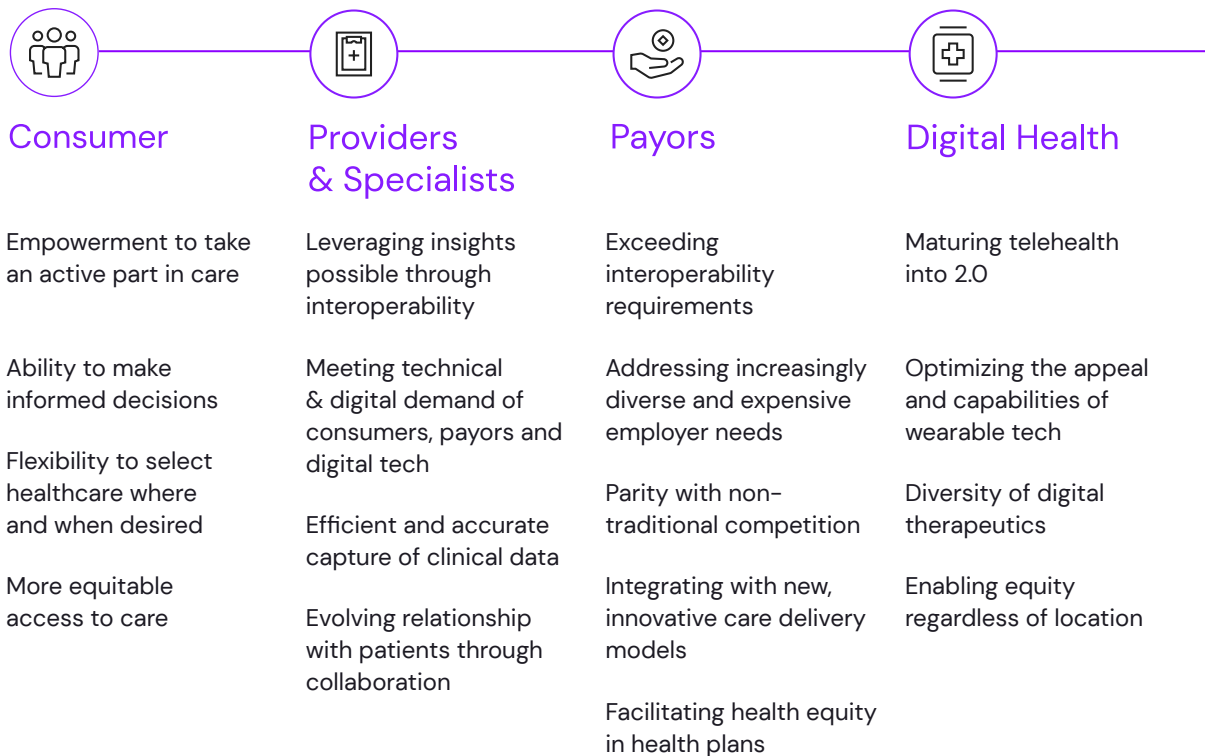 Consumer
Empowerment to take
an active part in care
Ability to make
informed decisions
Flexibility to select
healthcare where
and when desired
More equitable
access to care
Providers
& Specialists
Leveraging insights
possible through
interoperability
Meeting technical
& digital demand of
consumers, payors and
digital tech
Efficient and accurate
capture of clinical data
Evolving relationship
with patients through
collaboration
Payors
Exceeding
interoperability
requirements
Addressing increasingly
diverse and expensive
employer needs
Parity with non-
traditional competition
Integrating with new,
innovative care delivery
models
Facilitating health equity
in health plans
Digital Health
Maturing telehealth
into 2.0
Optimizing the appeal
and capabilities of
wearable tech
Diversity of digital
therapeutics
Enabling equity
regardless of location